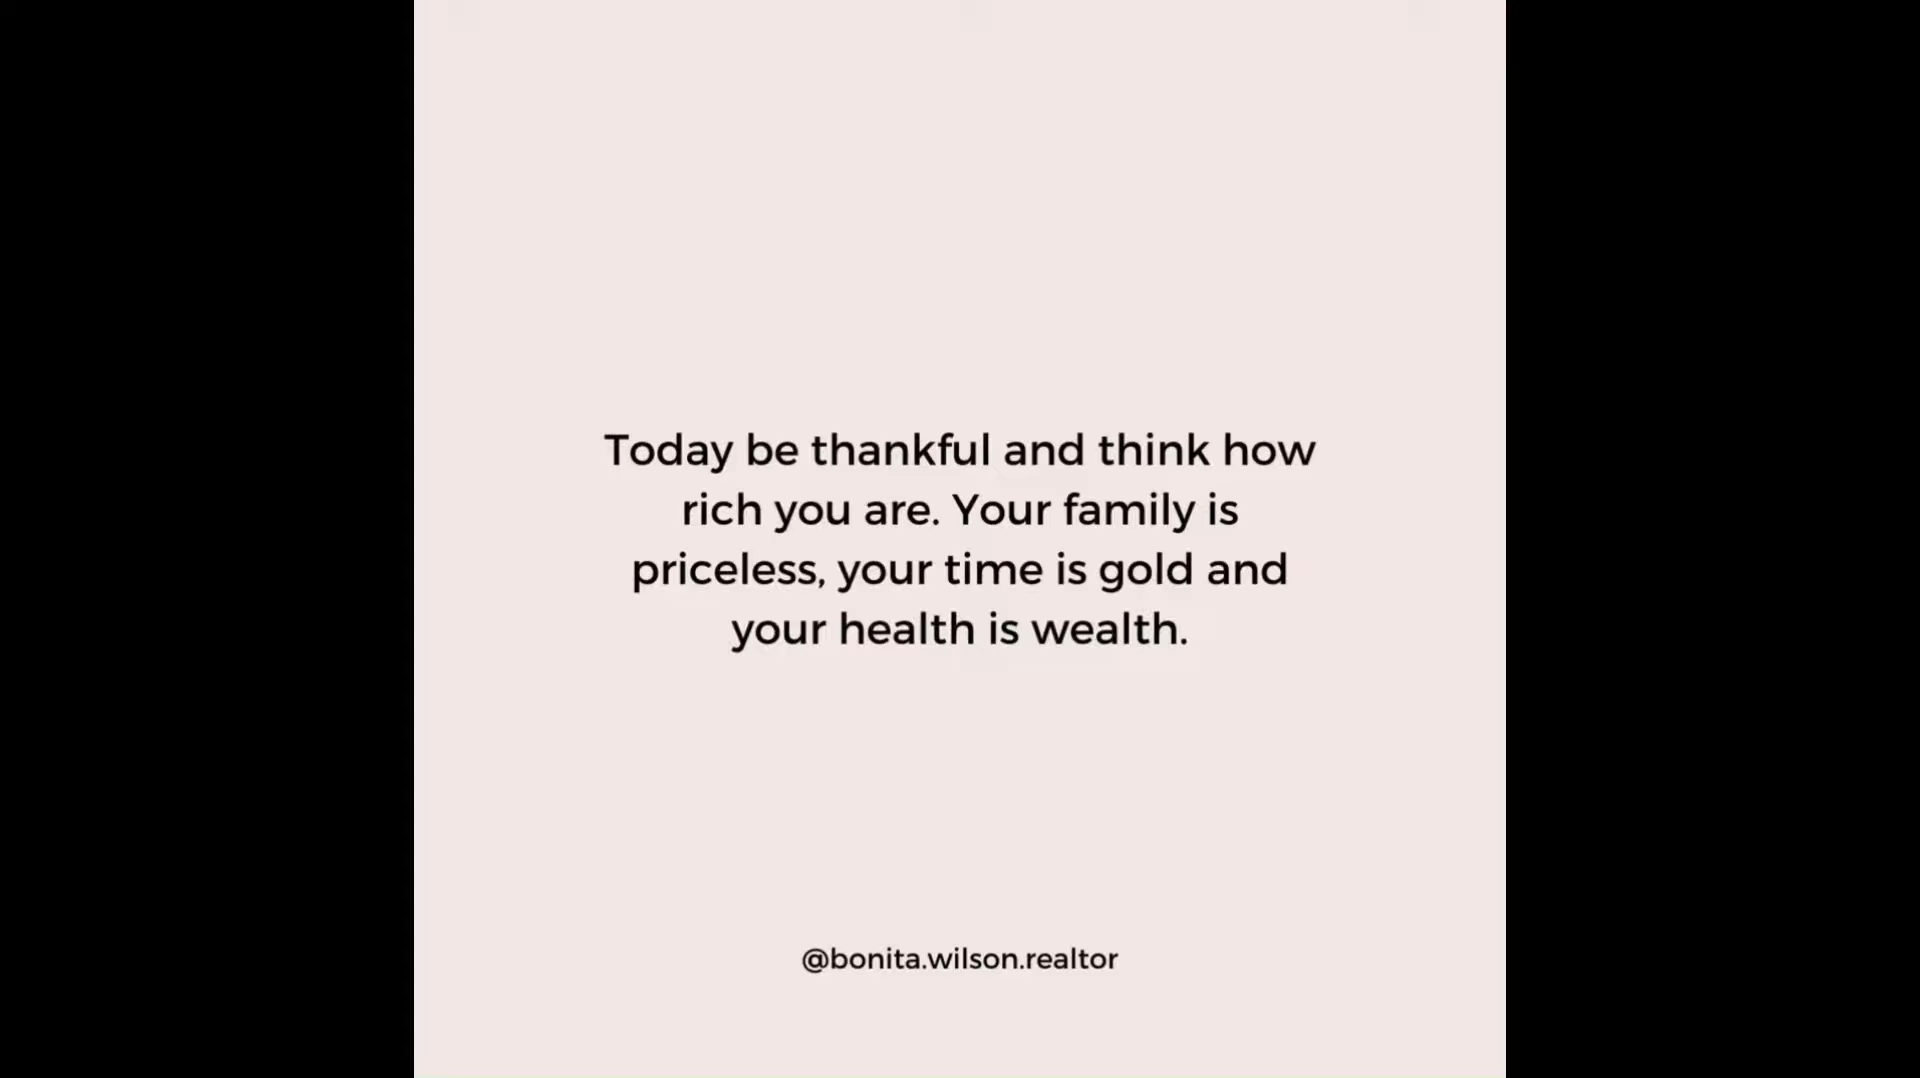 Today be thankful and think how
rich you are. Your family is
priceless, your time is gold and
your health is wealth.
@bonita.wilson.realtor